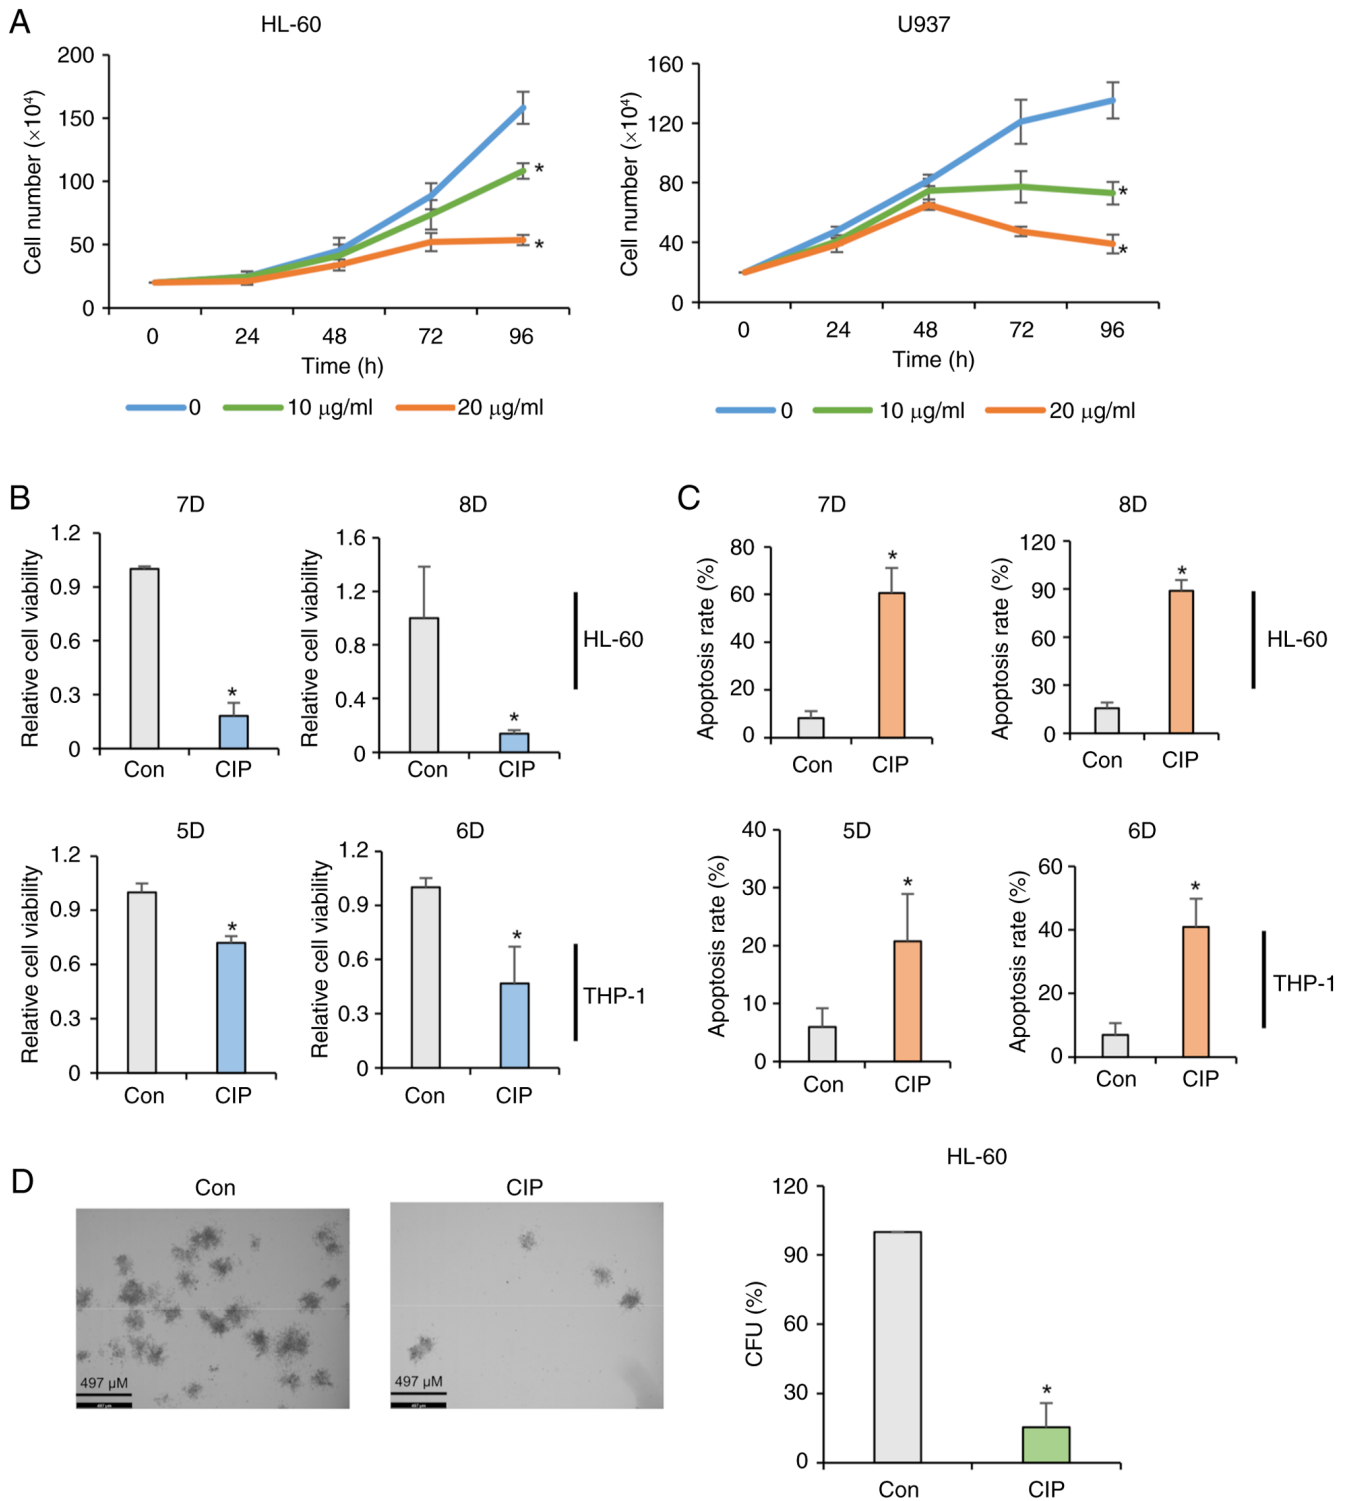 A
HL-60
200
150
100
50
0
Cell number (×10⁴)
*
*
0 24 48 72 96
Time (h)
0 10 μg/ml 20 μg/ml
U937
160
120
80
40
0
Cell number (×10⁴)
*
*
0 24 48 72 96
Time (h)
0 10 μg/ml 20 μg/ml
B
7D
1.2
0.9
0.6
0.3
0
Relative cell viability
*
Con CIP
8D
1.6
1.2
0.8
0.4
0
Relative cell viability
*
Con CIP
HL-60
5D
1.2
0.9
0.6
0.3
0
Relative cell viability
*
Con CIP
6D
1.2
0.9
0.6
0.3
0
Relative cell viability
*
Con CIP
THP-1
C
7D
80
60
40
20
0
Apoptosis rate (%)
*
Con CIP
8D
120
90
60
30
0
Apoptosis rate (%)
*
Con CIP
HL-60
5D
40
30
20
10
0
Apoptosis rate (%)
*
Con CIP
6D
60
40
20
0
Apoptosis rate (%)
*
Con CIP
THP-1
D
Con
497 μM
497 μM
CIP
497 μM
497 μM
HL-60
120
90
60
30
0
CFU (%)
*
Con CIP